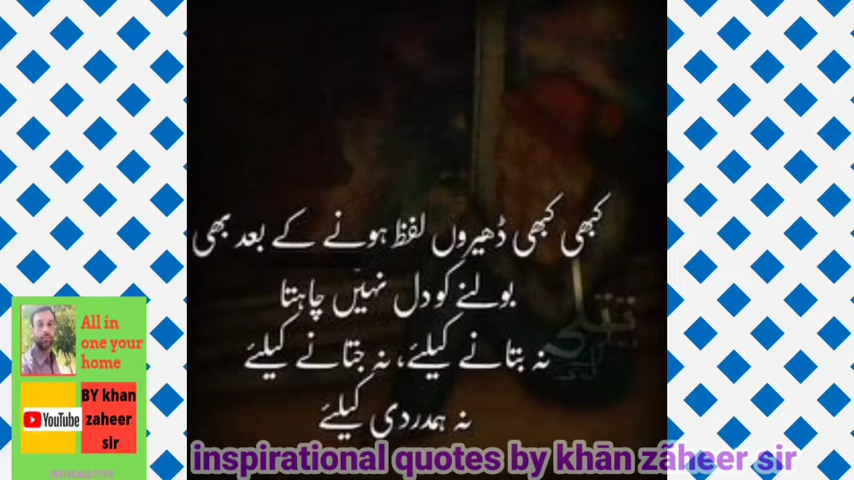 کبھی کبھی ڈھیروں لفظ ہونے کے بعد بھی
بولنے کو دل نہیں چاہتا
نہ بتانے کیلئے، نہ جتانے کیلئے
نہ ہمدردی کیلئے
All in
one your
home
BY khan
zaheer
sir
YouTube
inspirational quotes by khān zãheer sir